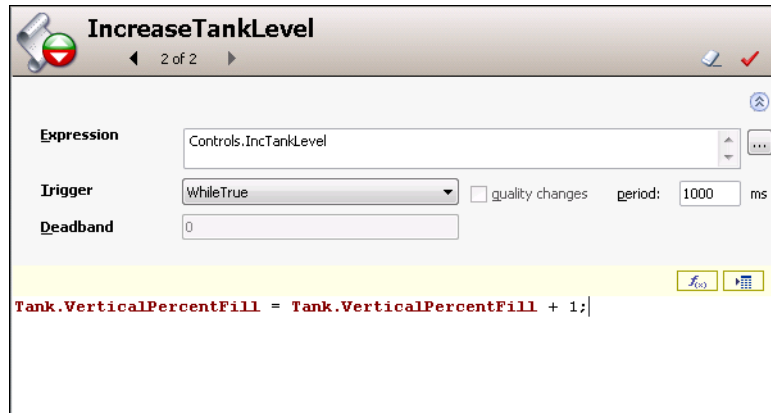 IncreaseTankLevel
2 of 2
Expression
Controls.IncTankLevel
...
Trigger
WhileTrue
quality changes
period:
1000
ms
Deadband
0
f(x)
Tank.VerticalPercentFill = Tank.VerticalPercentFill + 1;